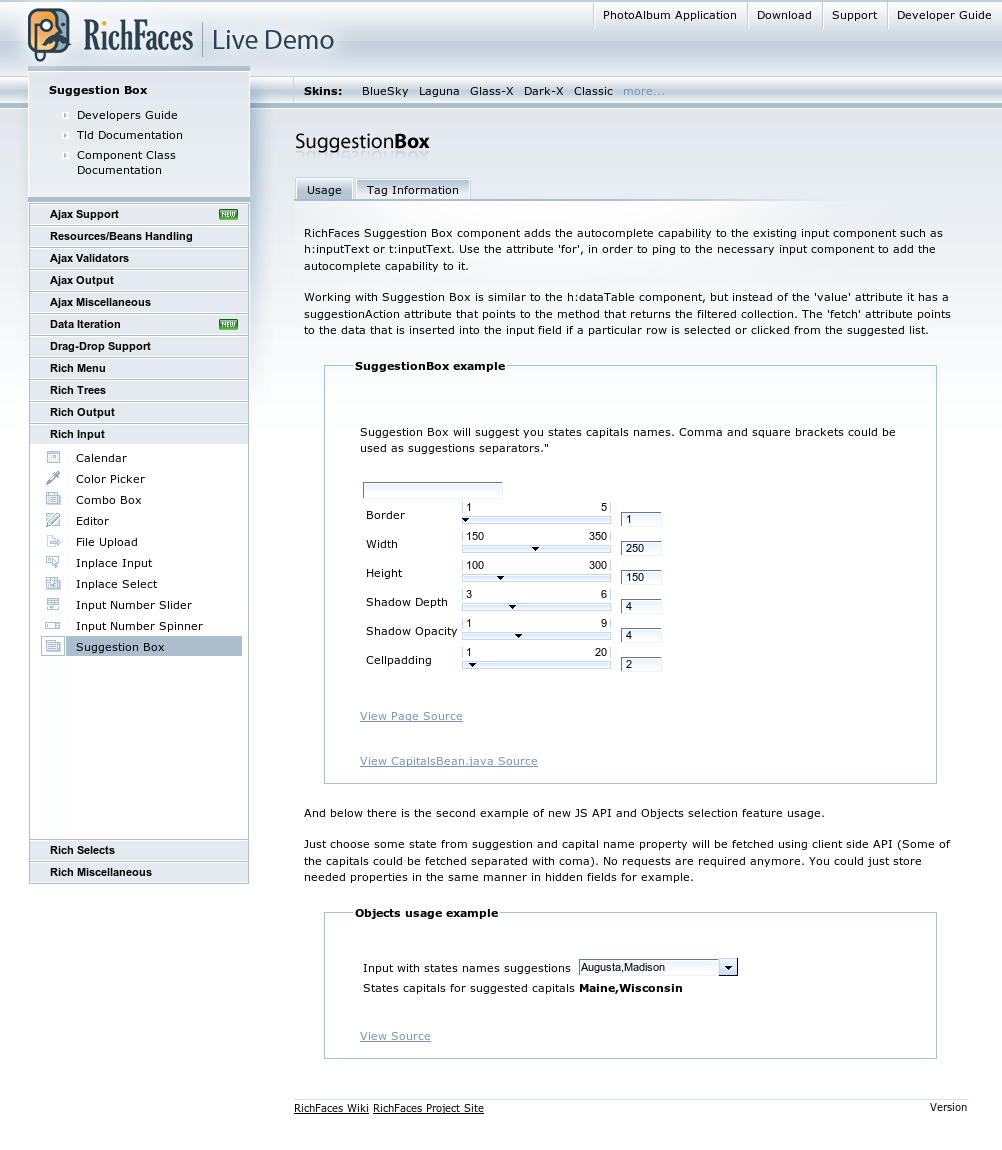 PhotoAlbum Application Download Support Developer Guide
RichFaces Live Demo
Suggestion Box
Developers Guide
Tld Documentation
Component Class
Documentation
Skins: BlueSky Laguna Glass-X Dark-X Classic more...
Ajax Support NEW
Resources/Beans Handling
Ajax Validators
Ajax Output
Ajax Miscellaneous
Data Iteration NEW
Drag-Drop Support
Rich Menu
Rich Trees
Rich Output
Rich Input
Calendar
Color Picker
Combo Box
Editor
File Upload
Inplace Input
Inplace Select
Input Number Slider
Input Number Spinner
Suggestion Box
Rich Selects
Rich Miscellaneous
SuggestionBox
Usage Tag Information
RichFaces Suggestion Box component adds the autocomplete capability to the existing input component such as
h:inputText or t:inputText. Use the attribute 'for', in order to ping to the necessary input component to add the
autocomplete capability to it.
Working with Suggestion Box is similar to the h:dataTable component, but instead of the 'value' attribute it has a
suggestionAction attribute that points to the method that returns the filtered collection. The 'fetch' attribute points
to the data that is inserted into the input field if a particular row is selected or clicked from the suggested list.
SuggestionBox example
Suggestion Box will suggest you states capitals names. Comma and square brackets could be
used as suggestions separators."
Border 1 5 1
Width 150 350 250
Height 100 300 150
Shadow Depth 3 6 4
Shadow Opacity 1 9 4
Cellpadding 1 20 2
View Page Source
View CapitalsBean.java Source
And below there is the second example of new JS API and Objects selection feature usage.
Just choose some state from suggestion and capital name property will be fetched using client side API (Some of
the capitals could be fetched separated with coma). No requests are required anymore. You could just store
needed properties in the same manner in hidden fields for example.
Objects usage example
Input with states names suggestions Augusta,Madison
States capitals for suggested capitals Maine,Wisconsin
View Source
RichFaces Wiki RichFaces Project Site Version